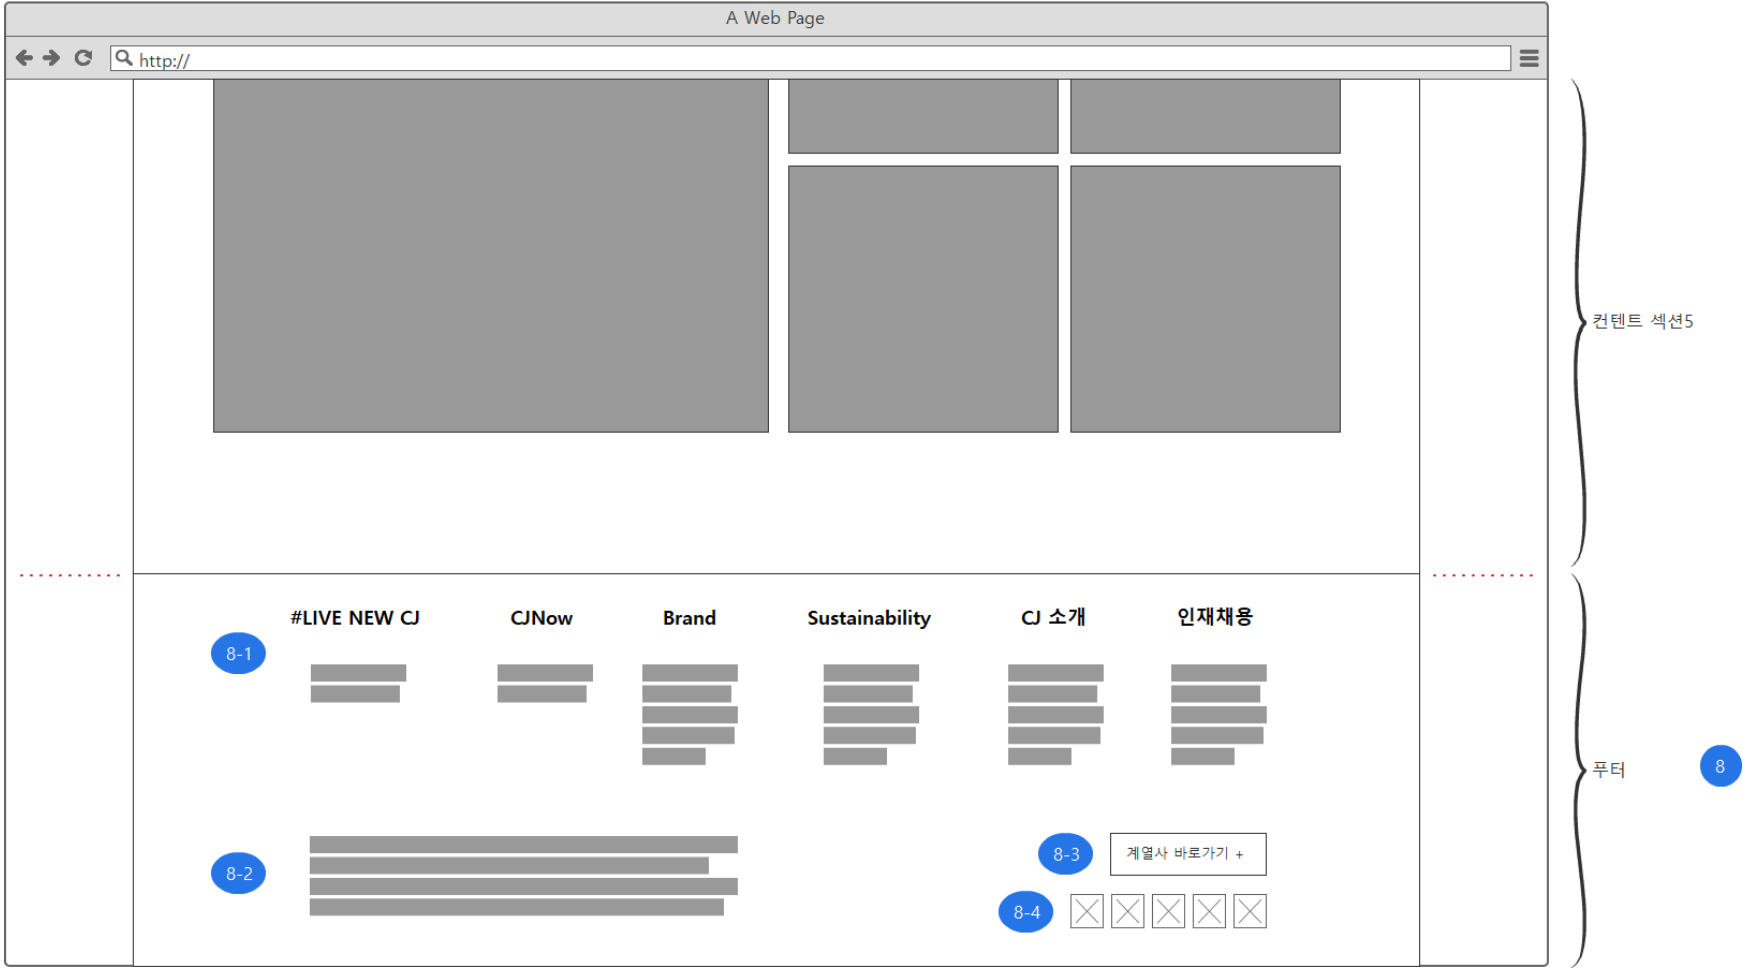 A Web Page
http://
컨텐트 섹션5
#LIVE NEW CJ CJNow Brand Sustainability CJ 소개 인재채용
8-1
푸터
8
8-2
8-3
계열사 바로가기 +
8-4